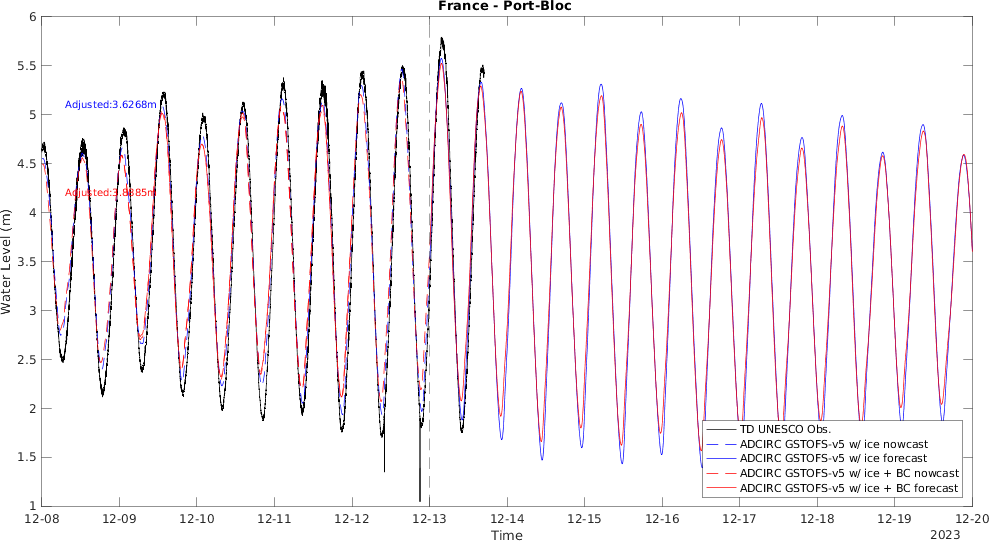 France - Port-Bloc
6
5.5
5
4.5
4
3.5
3
2.5
2
1.5
1
Water Level (m)
Adjusted:3.6268m
Adjusted:3.8385m
TD UNESCO Obs.
ADCIRC GSTOFS-v5 w/ ice nowcast
ADCIRC GSTOFS-v5 w/ ice forecast
ADCIRC GSTOFS-v5 w/ ice + BC nowcast
ADCIRC GSTOFS-v5 w/ ice + BC forecast
12-08 12-09 12-10 12-11 12-12 12-13 12-14 12-15 12-16 12-17 12-18 12-19 12-20
Time
2023